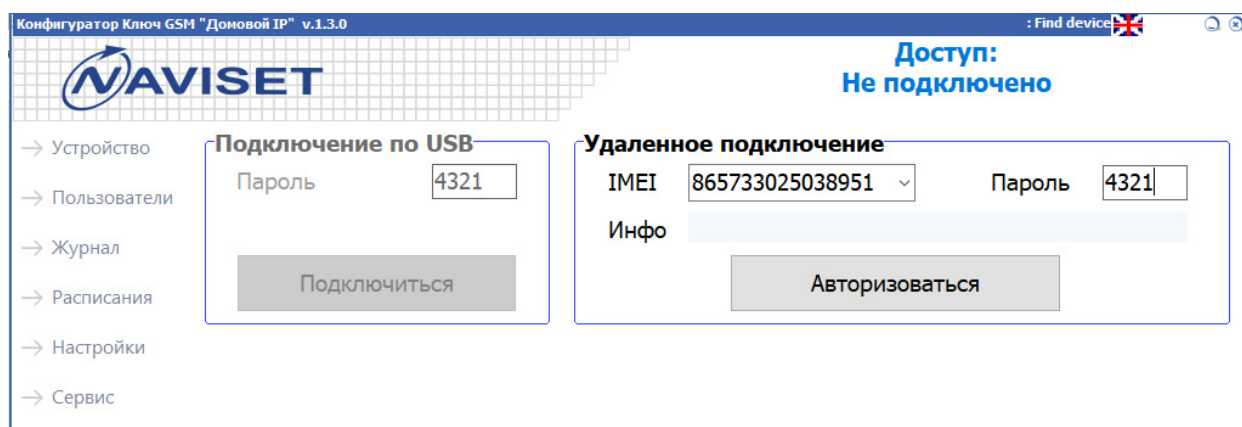 Конфигуратор Ключ GSM "Домовой IP" v.1.3.0
: Find device
NAVISET
Доступ:
Не подключено
Устройство
Пользователи
Журнал
Расписания
Настройки
Сервис
Подключение по USB
Пароль 4321
Подключиться
Удаленное подключение
IMEI 865733025038951 Пароль 4321
Инфо
Авторизоваться